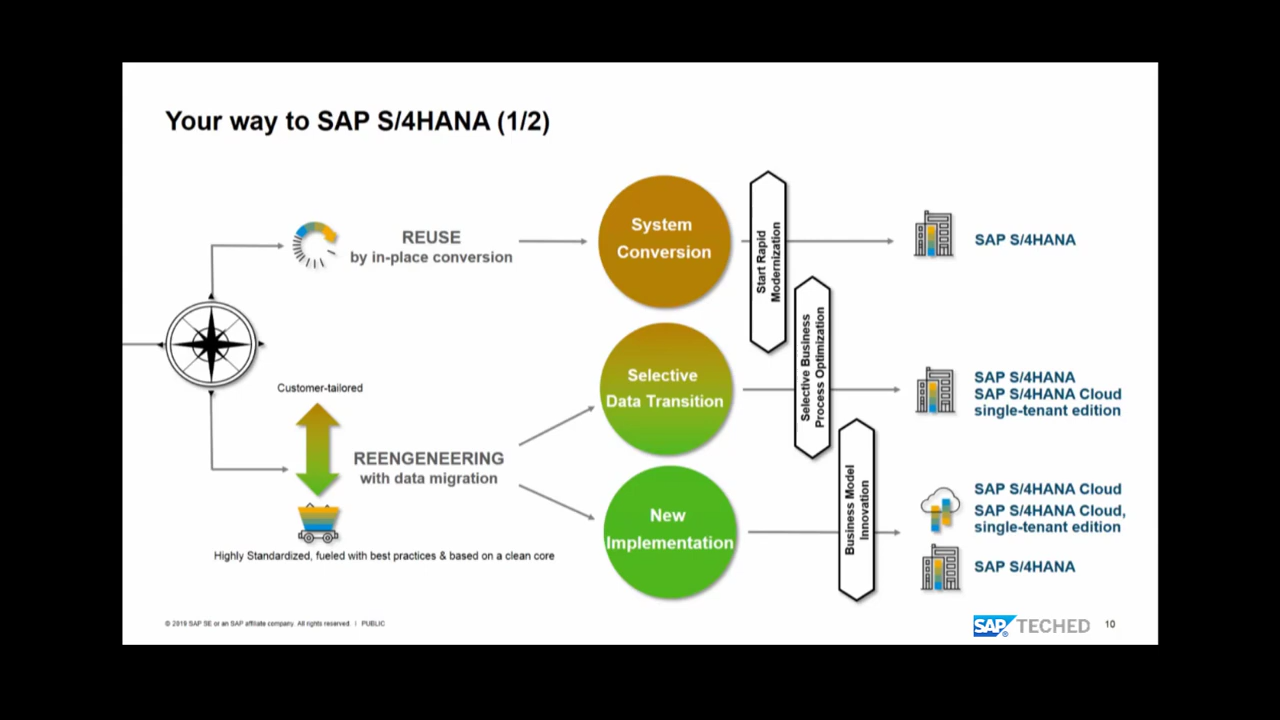 Your way to SAP S/4HANA (1/2)
REUSE
by in-place conversion
System
Conversion
Start Rapid
Modernization
SAP S/4HANA
Customer-tailored
REENGENEERING
with data migration
Highly Standardized, fueled with best practices & based on a clean core
Selective
Data Transition
Selective Business
Process Optimization
SAP S/4HANA
SAP S/4HANA Cloud
single-tenant edition
New
Implementation
Business Model
Innovation
SAP S/4HANA Cloud
SAP S/4HANA Cloud,
single-tenant edition
SAP S/4HANA
© 2019 SAP SE or an SAP affiliate company. All rights reserved. | PUBLIC
SAP TECHED 10